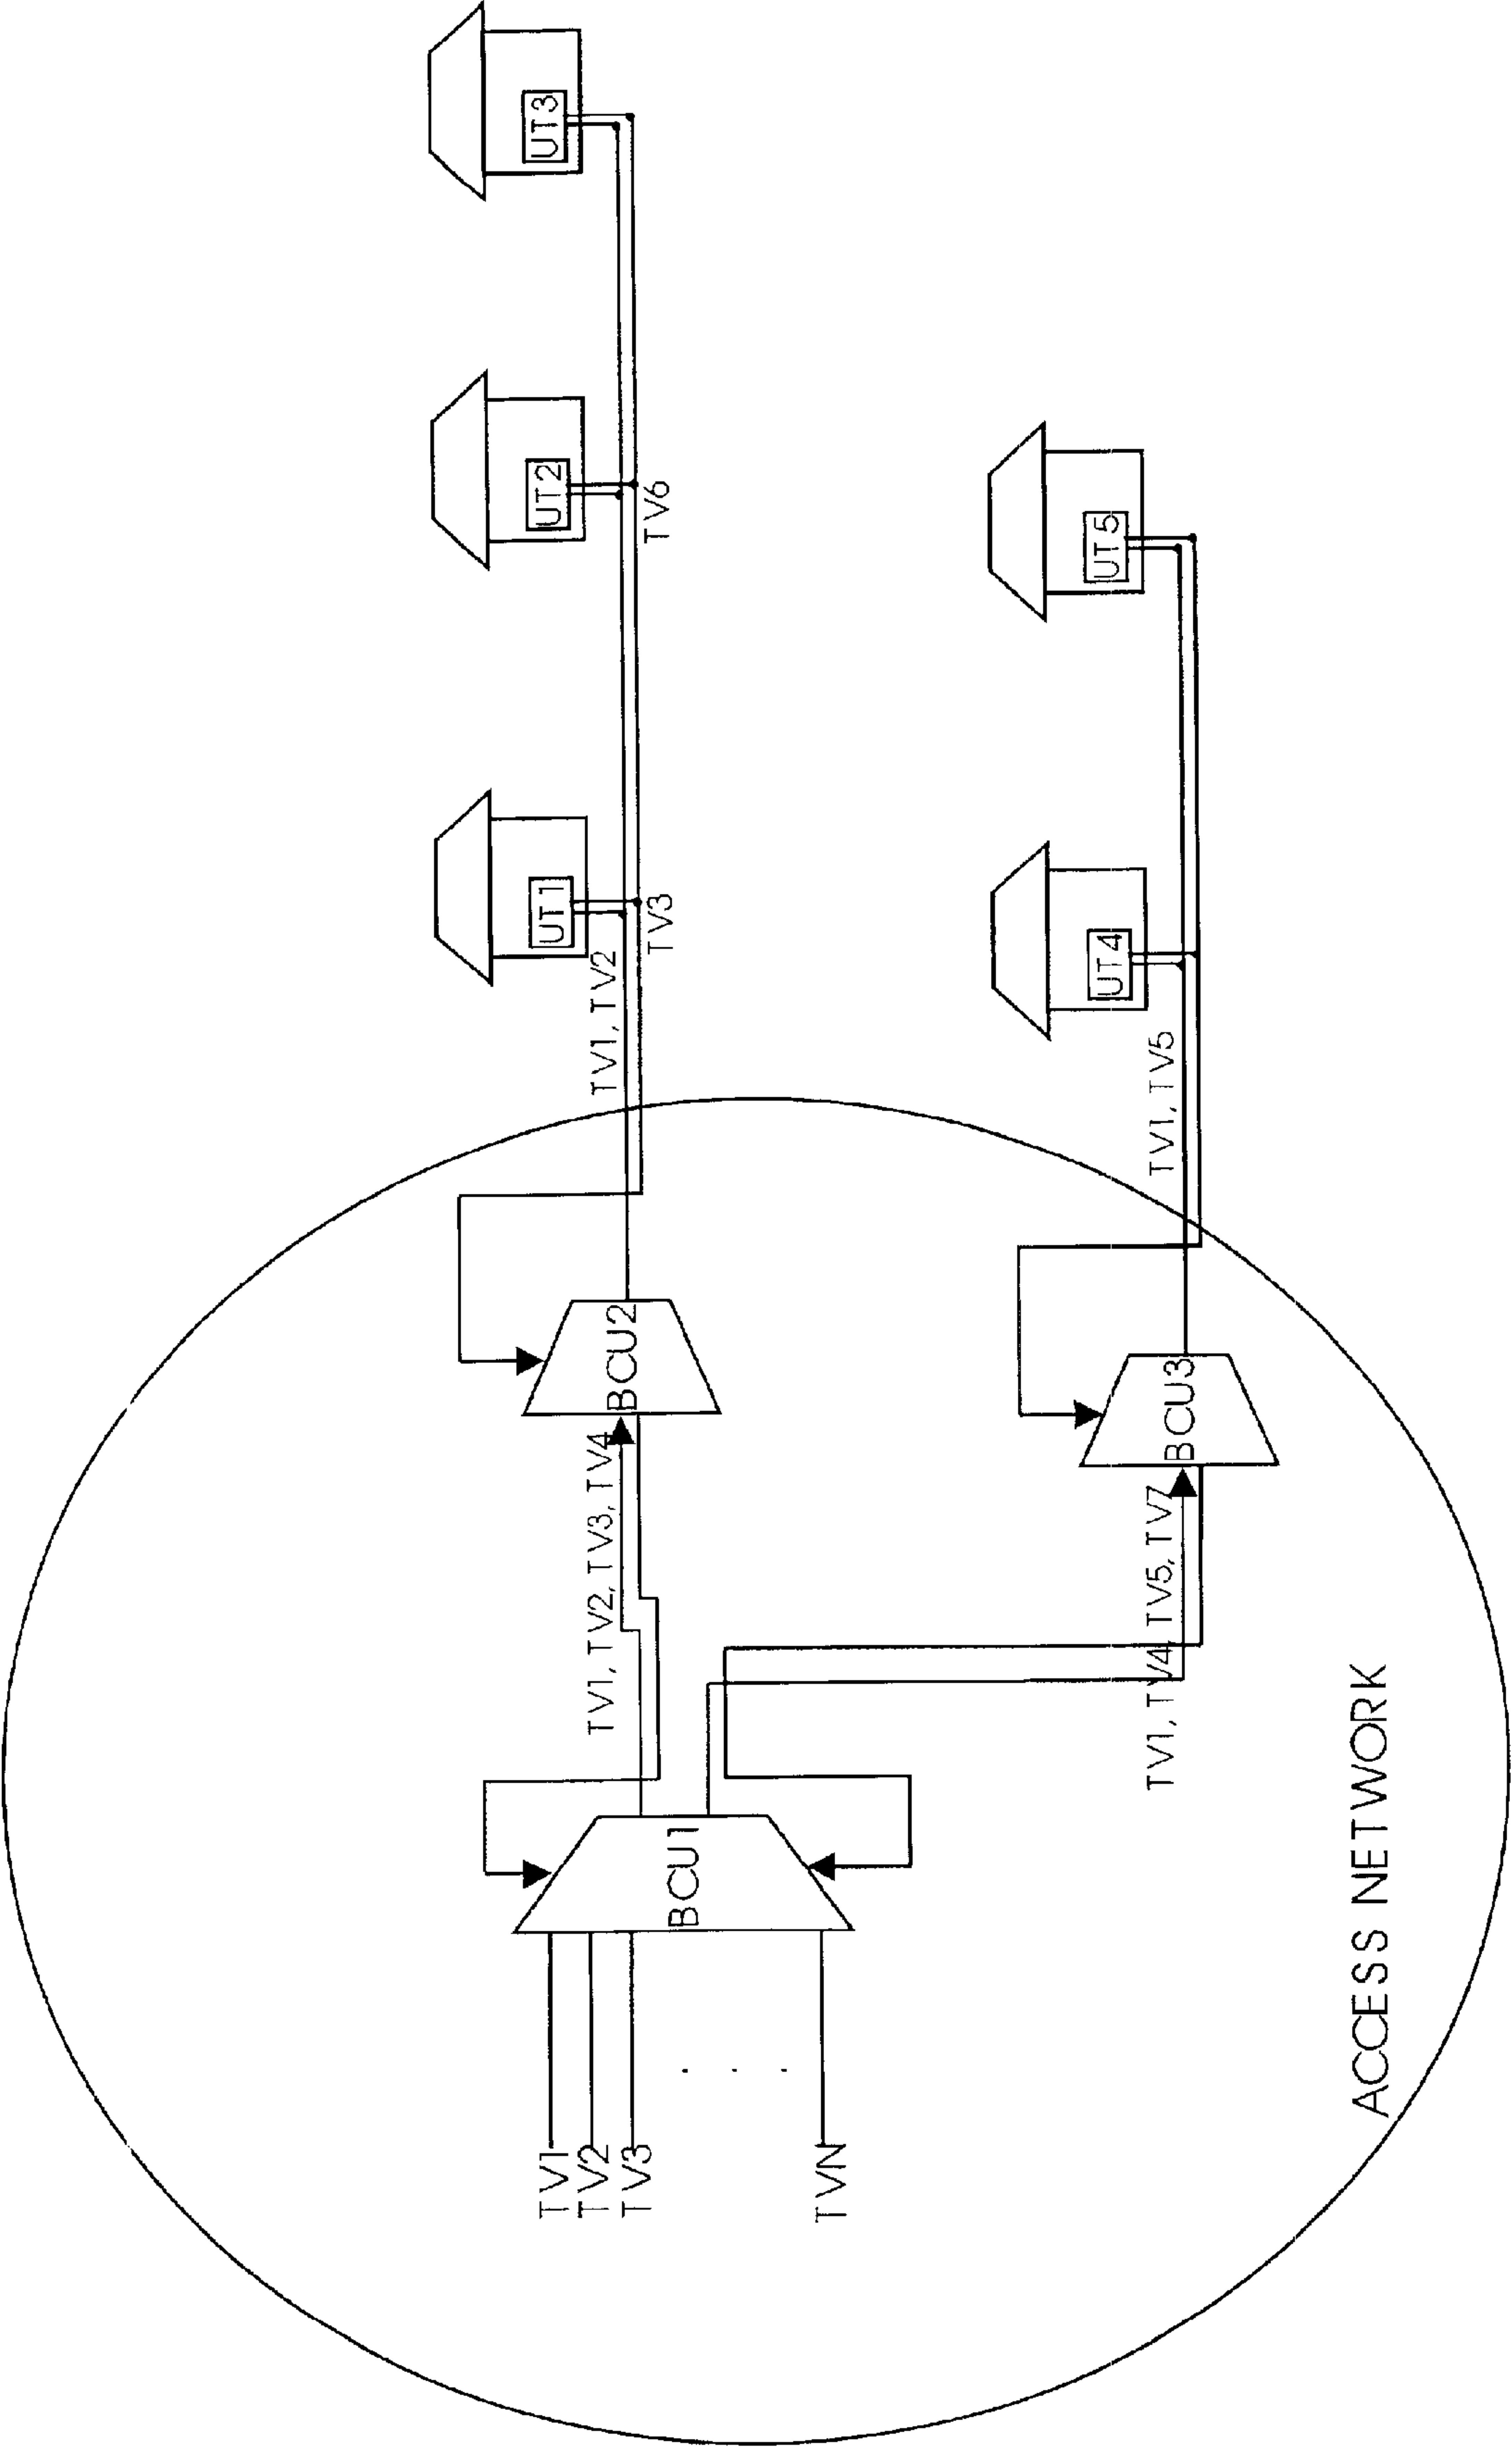 UT3
UT2
TV6
UT1
TV3
TV1, TV2
UT5
UT4
TV1, TV5
BCU2
BCU3
TV1, TV2, TV3, TV4
TV1, TV4, TV5, TV7
BCU1
TV1
TV2
TV3
. . .
TVN
ACCESS NETWORK